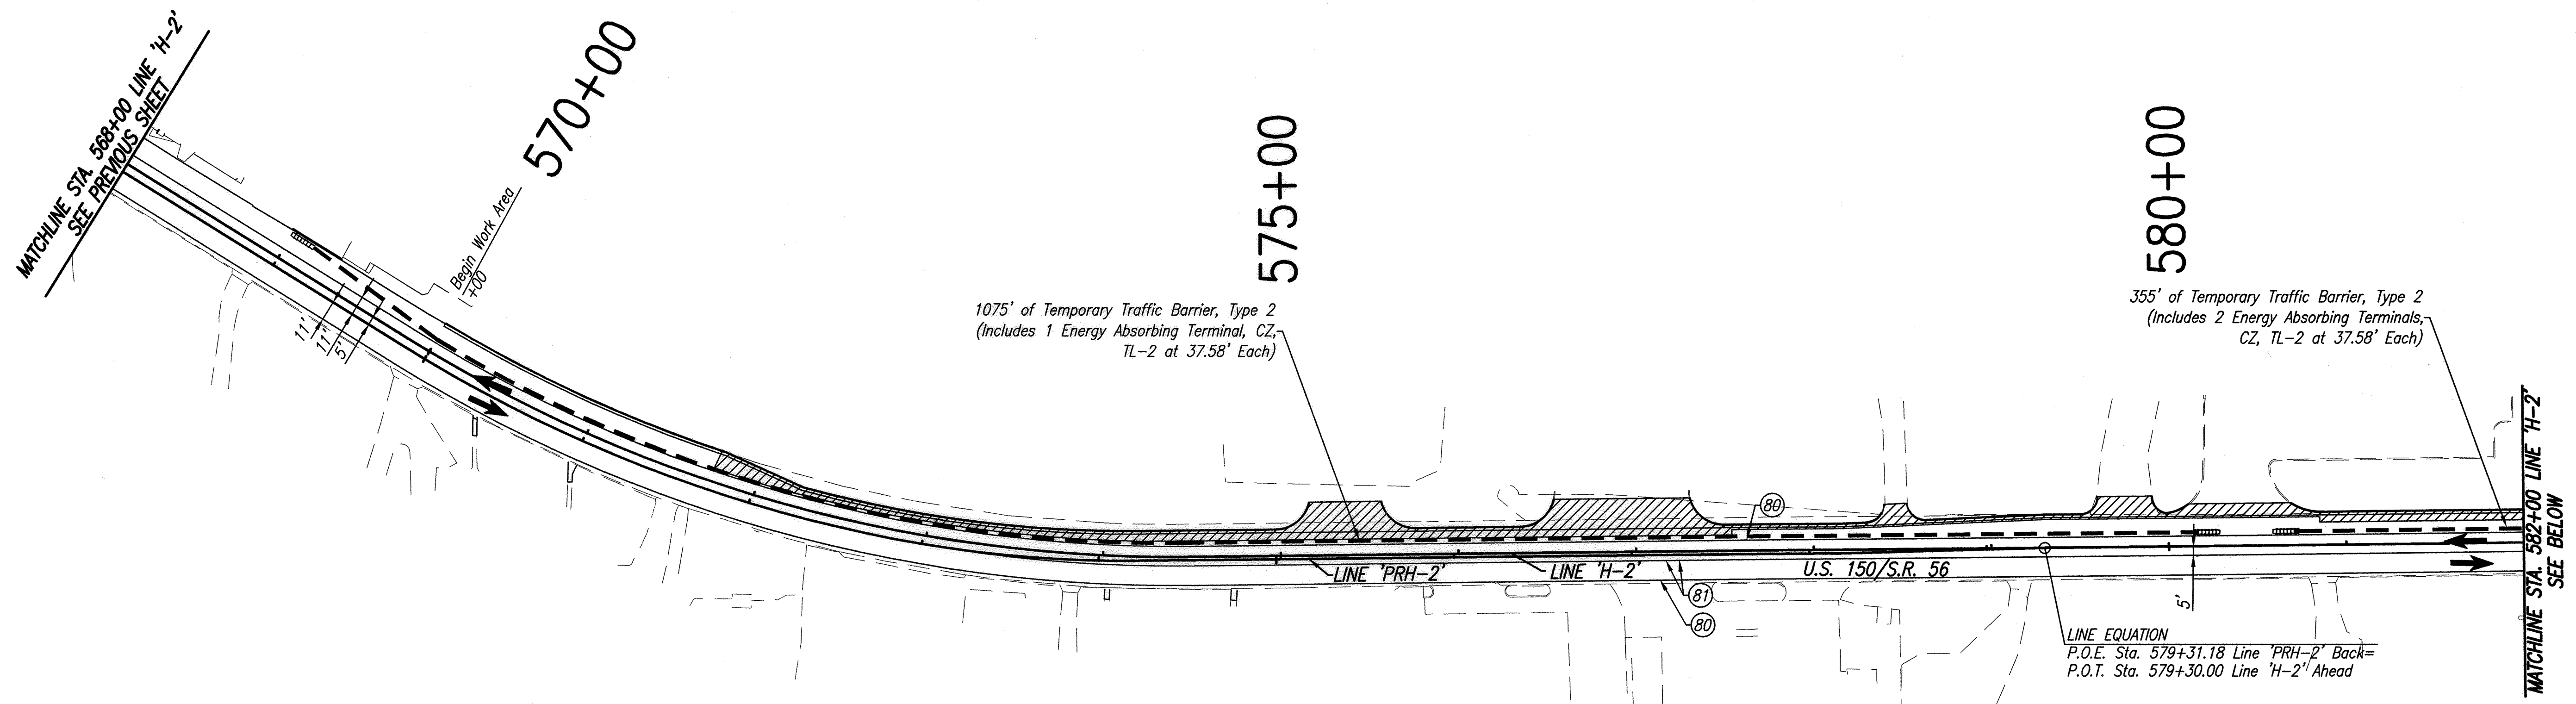 MATCHLINE STA. 568+00 LINE 'H-2'
SEE PREVIOUS SHEET
570+00
Begin Work Area
+00
11'
11'
5'
575+00
1075' of Temporary Traffic Barrier, Type 2
(Includes 1 Energy Absorbing Terminal, CZ,
TL-2 at 37.58' Each)
580+00
355' of Temporary Traffic Barrier, Type 2
(Includes 2 Energy Absorbing Terminals,
CZ, TL-2 at 37.58' Each)
80
LINE 'PRH-2'
LINE 'H-2'
U.S. 150/S.R. 56
81
80
5'
LINE EQUATION
P.O.E. Sta. 579+31.18 Line 'PRH-2' Back=
P.O.T. Sta. 579+30.00 Line 'H-2' Ahead
MATCHLINE STA. 582+00 LINE 'H-2'
SEE BELOW